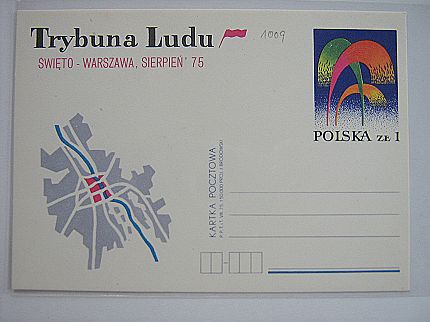 Trybuna Ludu
1009
ŚWIĘTO - WARSZAWA, SIERPIEŃ' 75
POLSKA ZŁ 1
KARTKA POCZTOWA